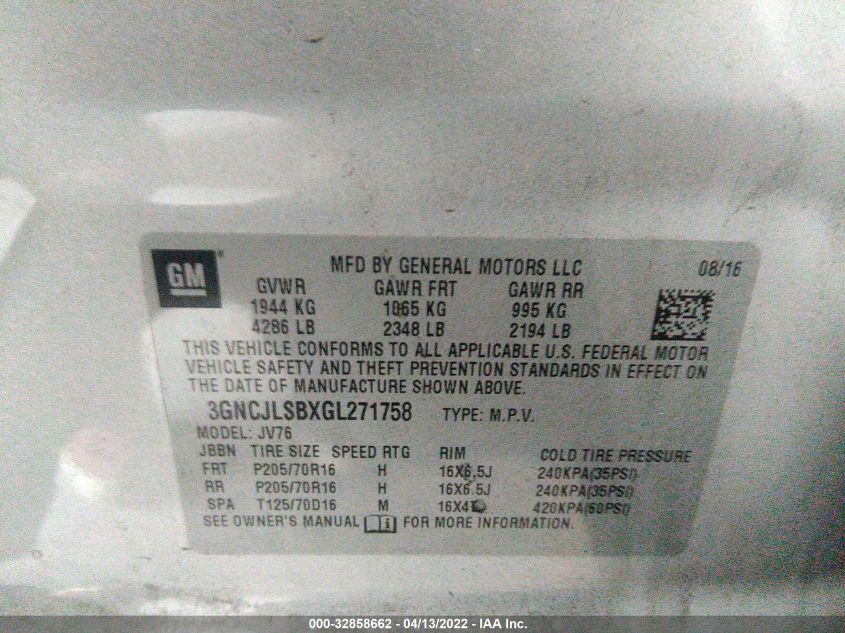 GM
MFD BY GENERAL MOTORS LLC 08/16
GVWR GAWR FRT GAWR RR
1944 KG 1065 KG 995 KG
4286 LB 2348 LB 2194 LB
THIS VEHICLE CONFORMS TO ALL APPLICABLE U.S. FEDERAL MOTOR
VEHICLE SAFETY AND THEFT PREVENTION STANDARDS IN EFFECT ON
THE DATE OF MANUFACTURE SHOWN ABOVE.
3GNCJLSBXGL271758 TYPE: M.P.V.
MODEL: JV76
JBBN TIRE SIZE SPEED RTG RIM COLD TIRE PRESSURE
FRT P205/70R16 H 16X6.5J 240KPA(35PSI)
RR P205/70R16 H 16X6.5J 240KPA(35PSI)
SPA T125/70D16 M 420KPA(60PSI)
SEE OWNER'S MANUAL FOR MORE INFORMATION.
000-32858662 - 04/13/2022 - IAA Inc.